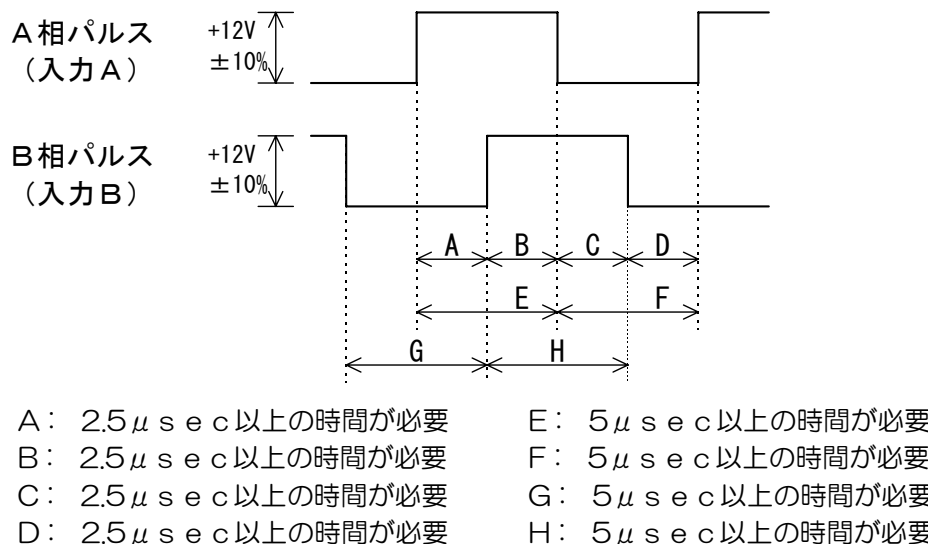 A相パルス
(入力A)
+12V
±10%
B相パルス
(入力B)
+12V
±10%
A B C D
E F
G H
A: 2.5μsec以上の時間が必要
B: 2.5μsec以上の時間が必要
C: 2.5μsec以上の時間が必要
D: 2.5μsec以上の時間が必要
E: 5μsec以上の時間が必要
F: 5μsec以上の時間が必要
G: 5μsec以上の時間が必要
H: 5μsec以上の時間が必要